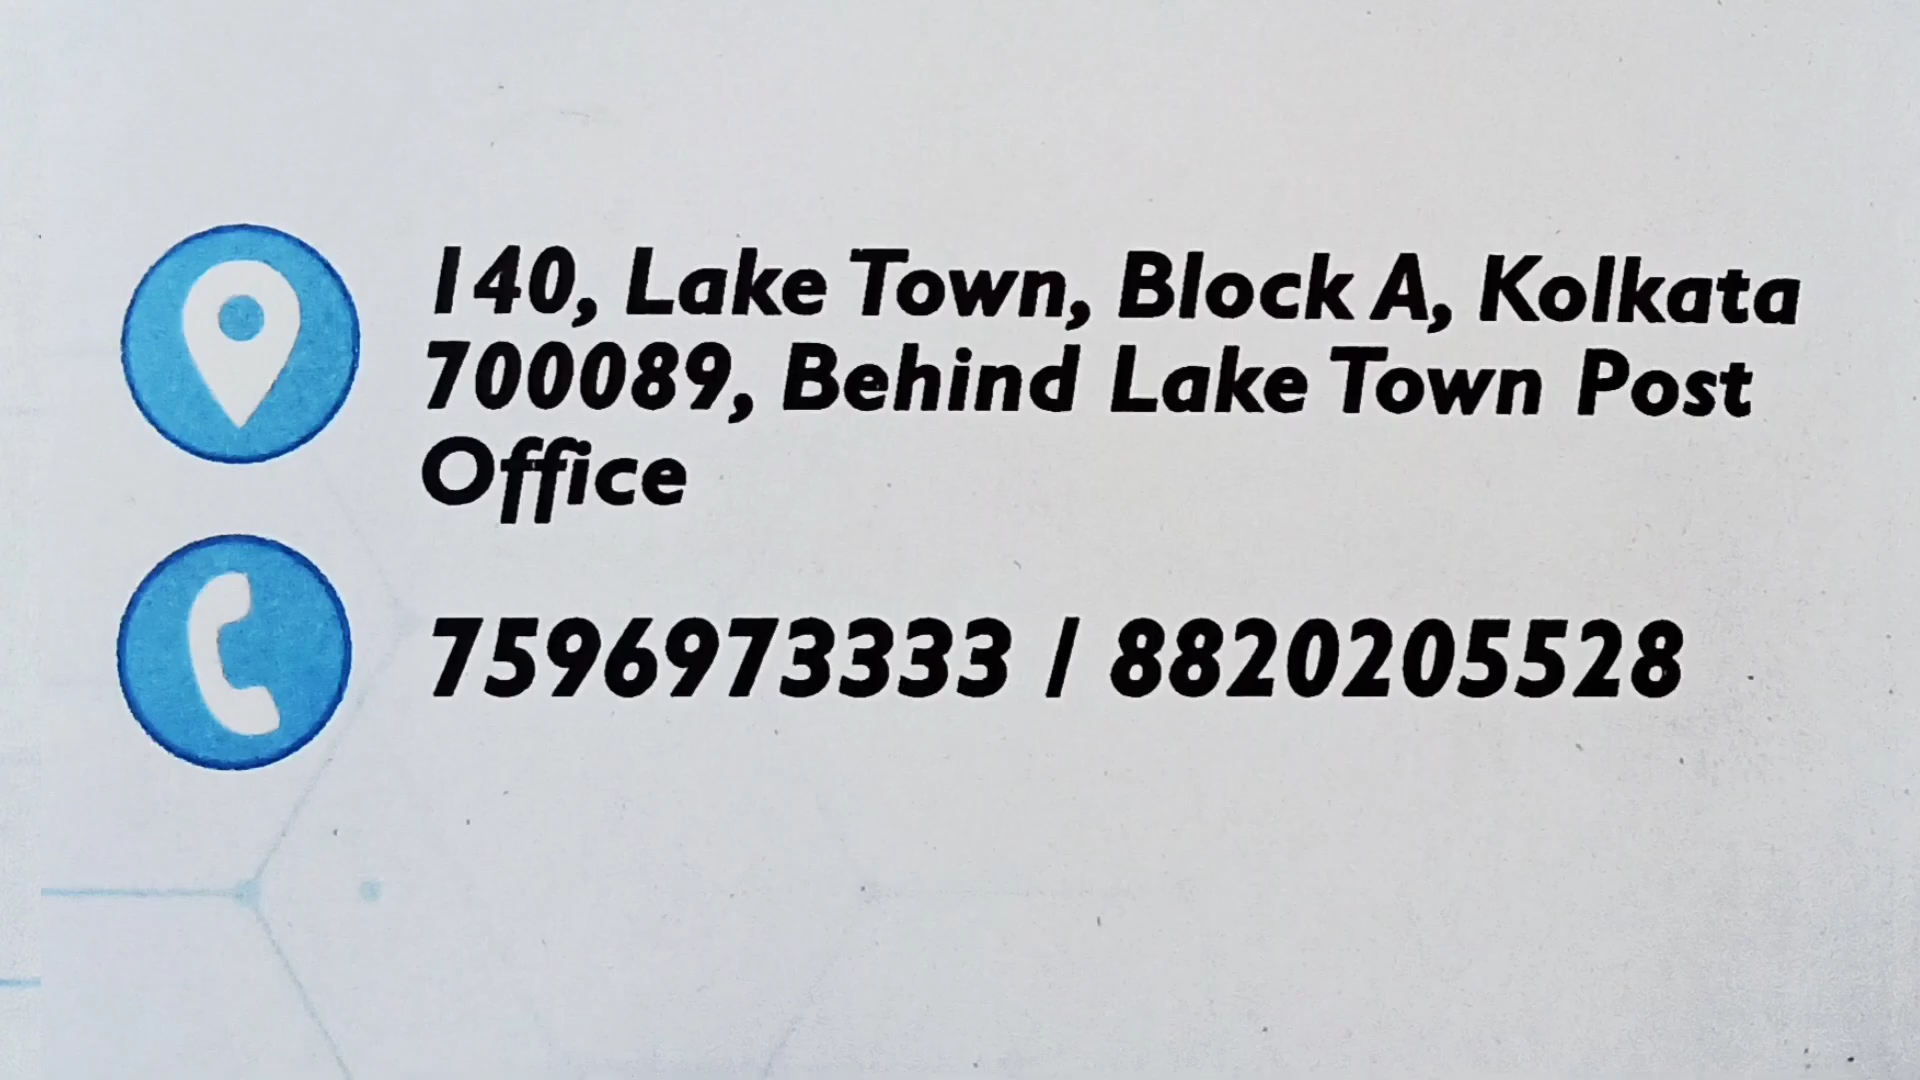 140, Lake Town, Block A, Kolkata
700089, Behind Lake Town Post
Office
7596973333 / 8820205528